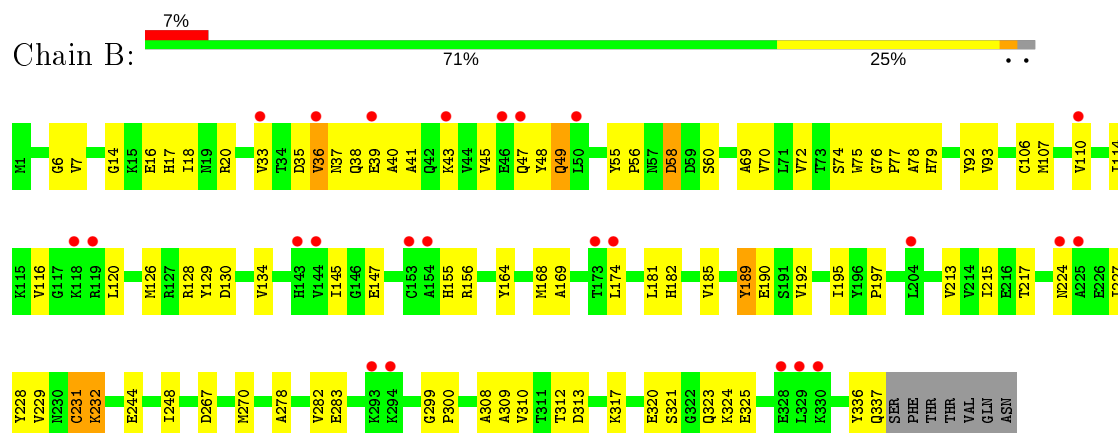 7%
Chain B:
71% 25% • •
M1 G6 V7 G14 K15 E16 H17 I18 N19 R20 V33 T34 D35 V36 N37 Q38 E39 A40 A41 Q42 K43 V44 V45 E46 Q47 Y48 Q49 L50 Y55 P56 N57 D58 D59 S60 A69 V70 L71 V72 T73 S74 W75 G76 P77 A78 H79 Y92 V93 C106 M107 V110
K115 V116 G117 K118 R119 L120 M126 R127 R128 Y129 D130 V134 H143 V144 I145 G146 E147 C153 A154 H155 R156 Y164 M168 A169 T173 L174 L181 H182 V185 Y189 E190 S191 V192 I195 Y196 P197 L204 V213 V214 I215 E216 T217 N224 A225 E226
Y228 V229 N230 C231 K232 E244 I248 D267 M270 A278 V282 E283 K293 K294 G299 P300 A308 A309 V310 T311 T312 D313 K317 E320 S321 G322 Q323 K324 E325 E328 L329 K330 Y336 Q337 SER PHE THR THR VAL GLN ASN